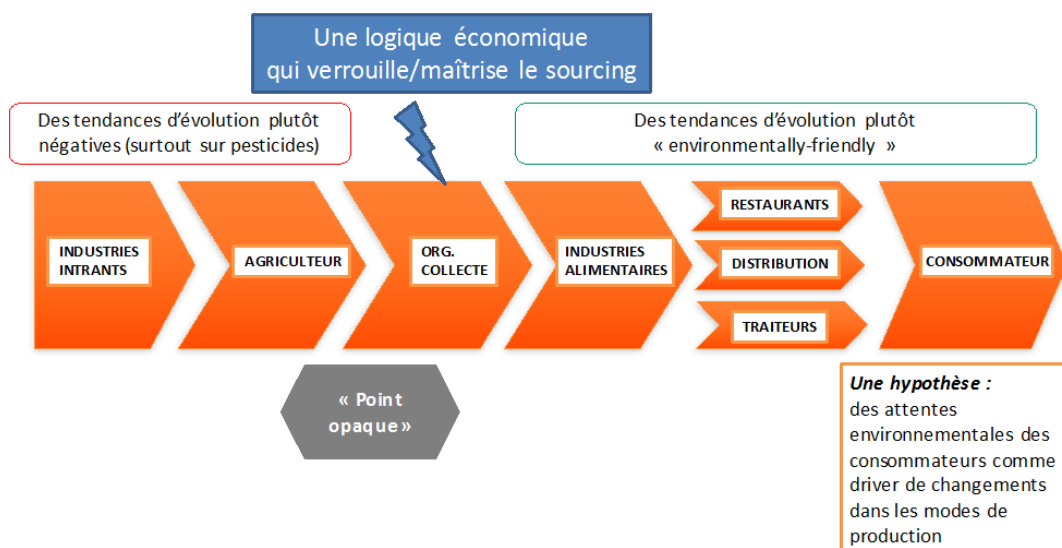 Une logique économique
qui verrouille/maîtrise le sourcing
Des tendances d'évolution plutôt
négatives (surtout sur pesticides)
Des tendances d'évolution plutôt
« environmentally-friendly »
INDUSTRIES
INTRANTS
AGRICULTEUR
ORG.
COLLECTE
INDUSTRIES
ALIMENTAIRES
RESTAURANTS
DISTRIBUTION
TRAITEURS
CONSOMMATEUR
« Point
opaque »
Une hypothèse :
des attentes
environnementales des
consommateurs comme
driver de changements
dans les modes de
production